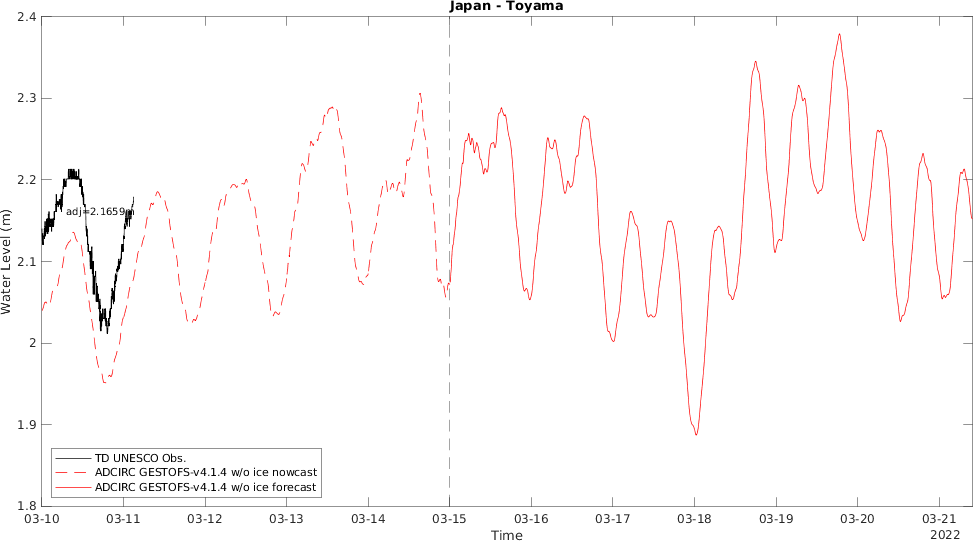 Japan - Toyama
2.4
2.3
2.2
2.1
2
1.9
1.8
Water Level (m)
adj=2.1659m
TD UNESCO Obs.
ADCIRC GESTOFS-v4.1.4 w/o ice nowcast
ADCIRC GESTOFS-v4.1.4 w/o ice forecast
03-10 03-11 03-12 03-13 03-14 03-15 03-16 03-17 03-18 03-19 03-20 03-21
Time
2022